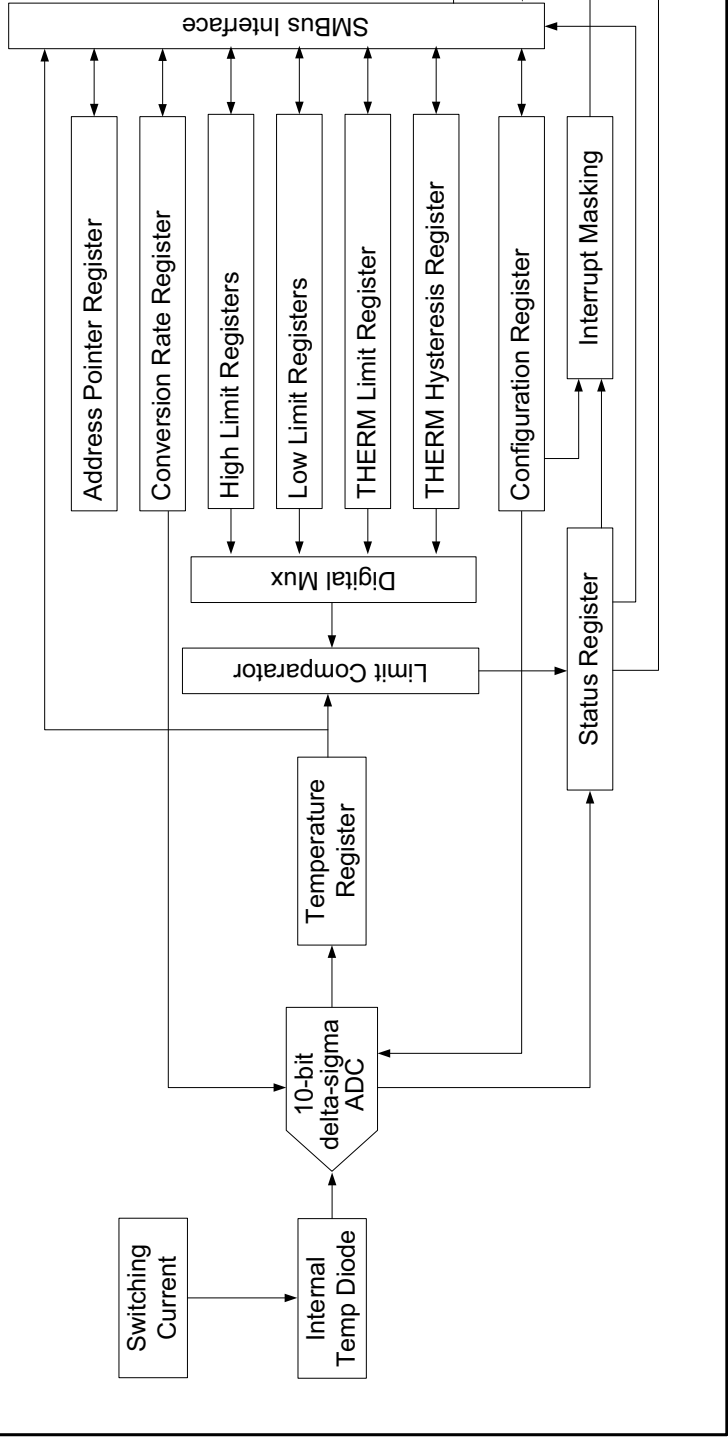 Switching
Current
Internal
Temp Diode
10-bit
delta-sigma
ADC
Temperature
Register
Limit Comparator
Digital Mux
Address Pointer Register
Conversion Rate Register
High Limit Registers
Low Limit Registers
THERM Limit Register
THERM Hysteresis Register
Configuration Register
Status Register
Interrupt Masking
SMBus Interface